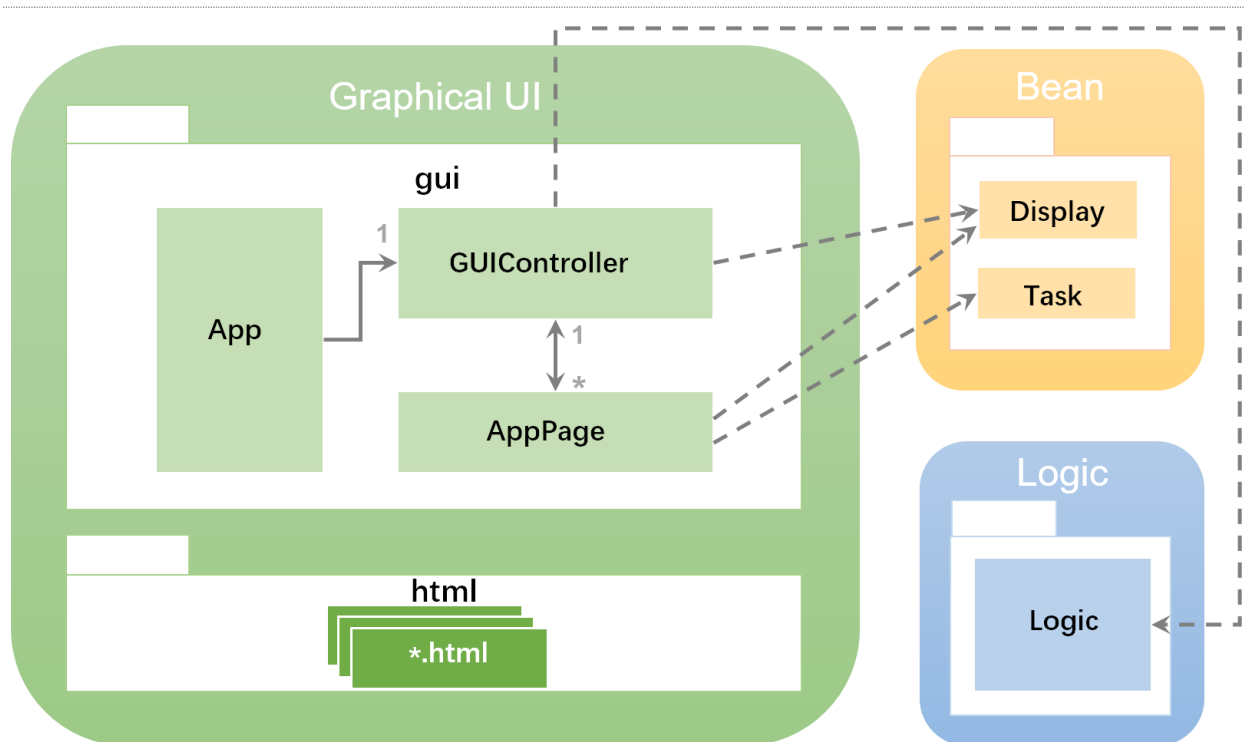 Graphical UI
gui
App
1
GUIController
1
*
AppPage
html
*.html
Bean
Display
Task
Logic
Logic